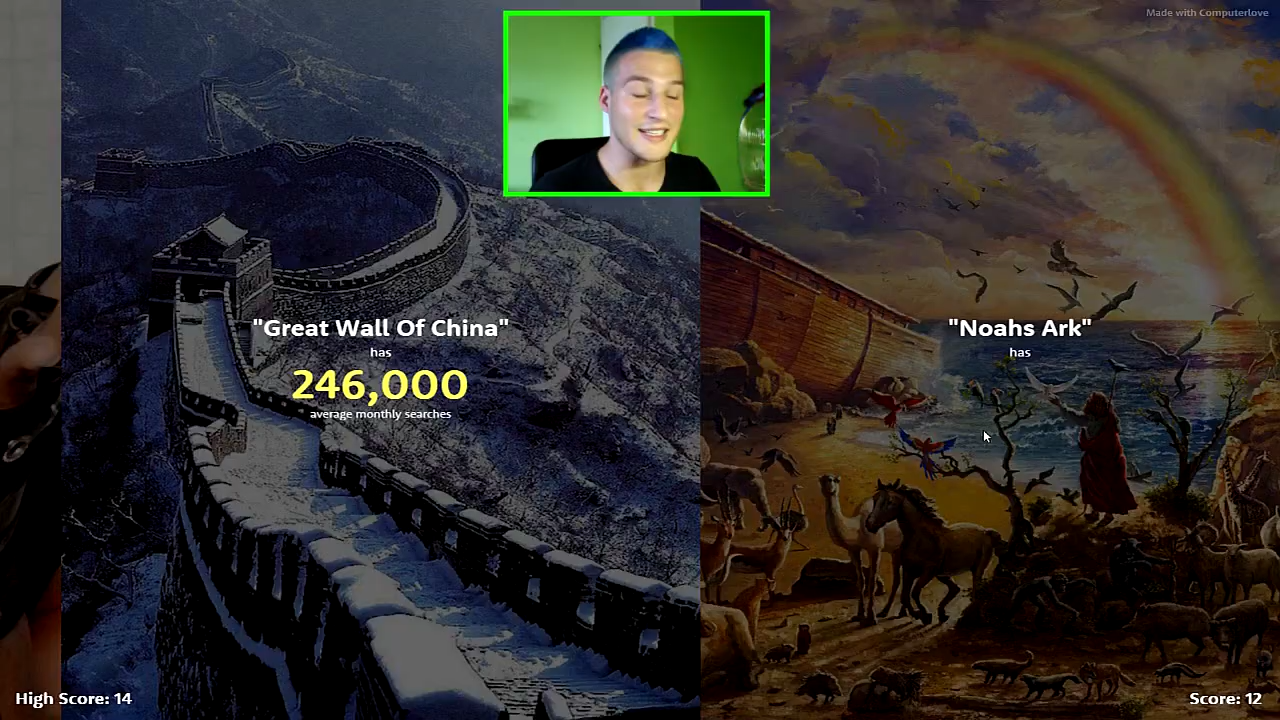 Made with Computerlove
"Great Wall Of China"
has
246,000
average monthly searches
"Noahs Ark"
has
High Score: 14
Score: 12